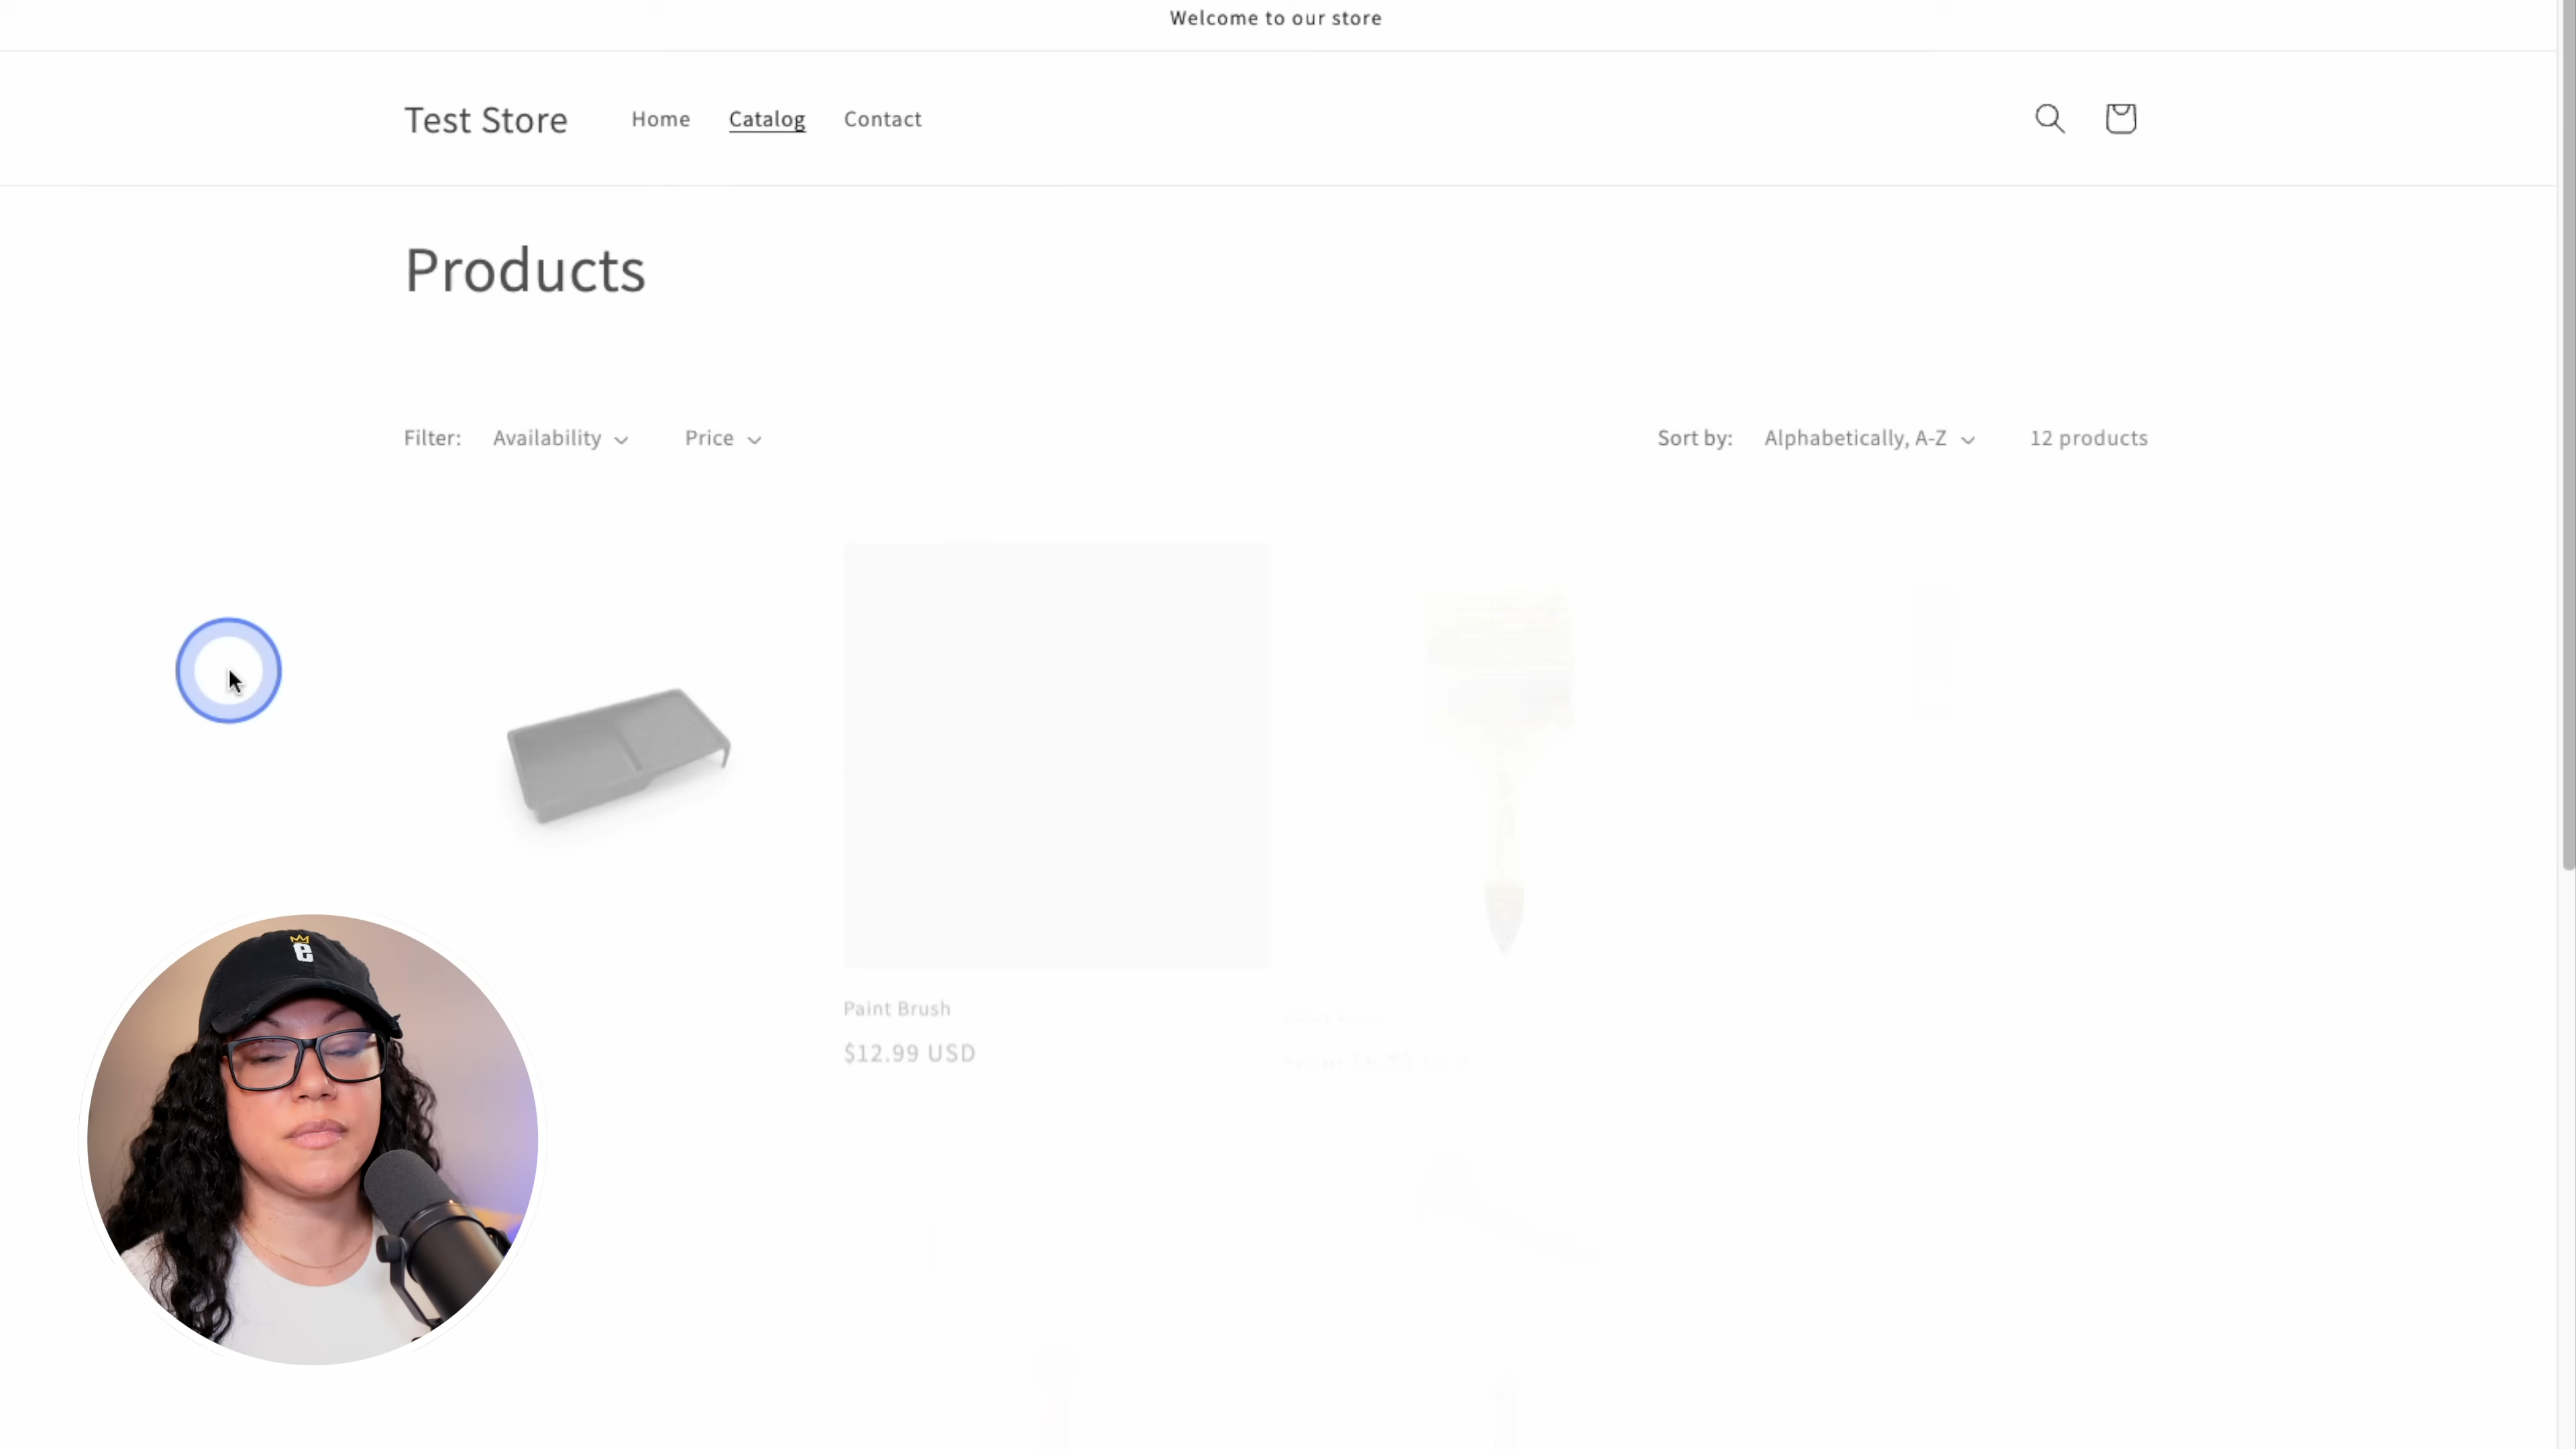 Welcome to our store
Test Store Home Catalog Contact
Products
Filter: Availability Price Sort by: Alphabetically, A-Z 12 products
e
Paint Brush
$12.99 USD